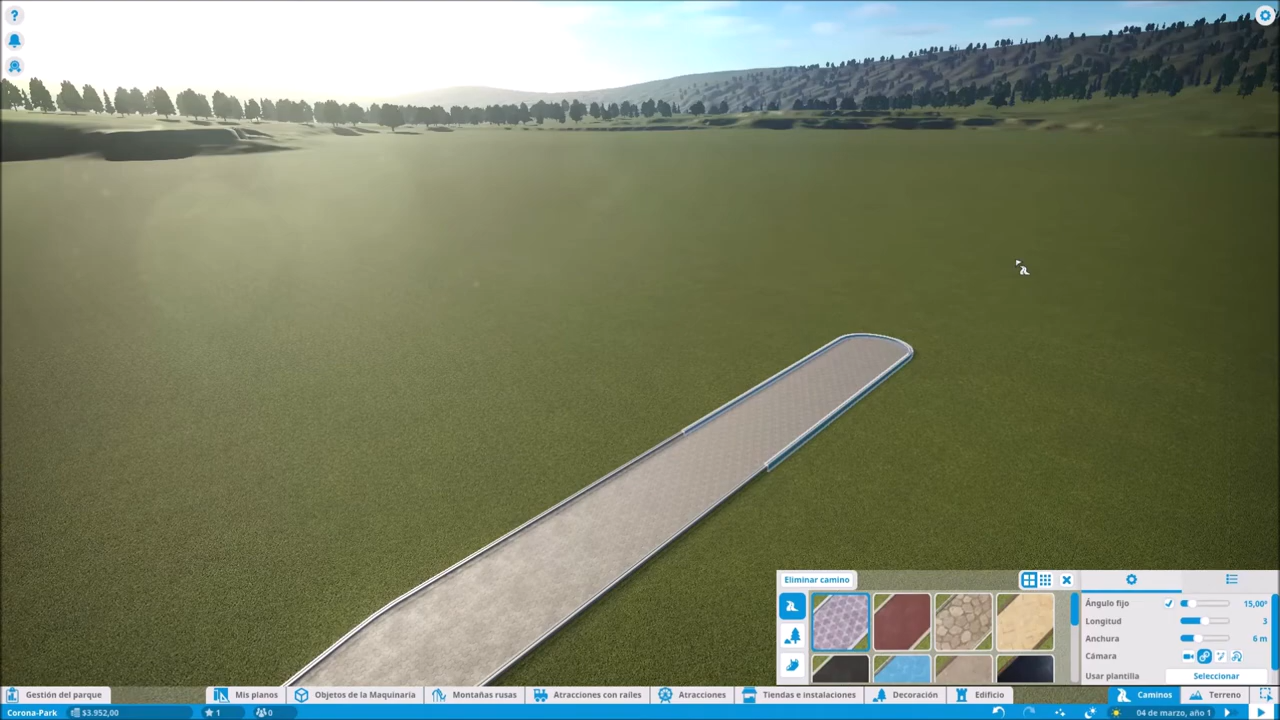 ?
Eliminar camino
Ángulo fijo 15,00°
Longitud 3
Anchura 6 m
Cámara
Usar plantilla Seleccionar
Gestión del parque Mis planos Objetos de la Maquinaria Montañas rusas Atracciones con raíles Atracciones Tiendas e instalaciones Decoración Edificio Caminos Terreno
Corona-Park $3.952,00 1 0 04 de marzo, año 1